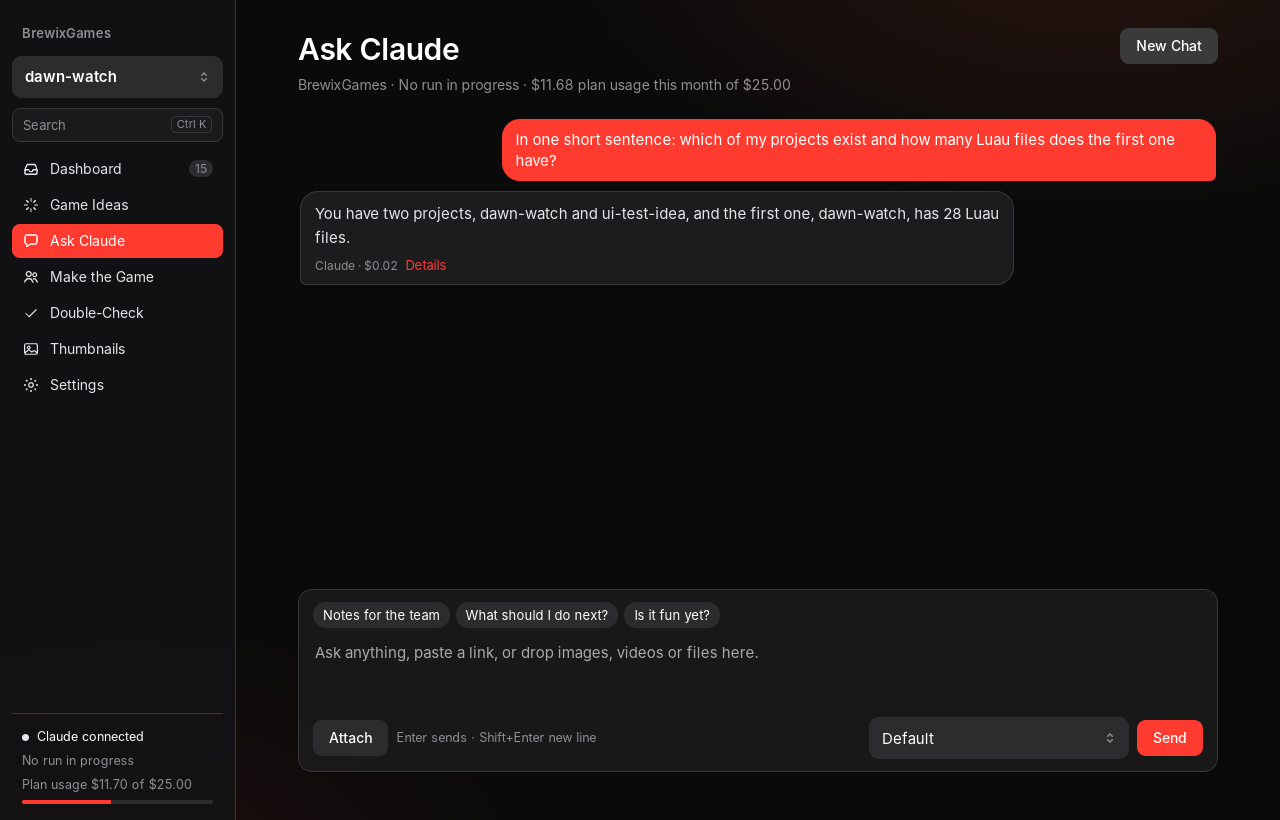 BrewixGames
dawn-watch
Search
Ctrl K
Dashboard
15
Game Ideas
Ask Claude
Make the Game
Double-Check
Thumbnails
Settings
Claude connected
No run in progress
Plan usage $11.70 of $25.00
Ask Claude
New Chat
BrewixGames · No run in progress · $11.68 plan usage this month of $25.00
In one short sentence: which of my projects exist and how many Luau files does the first one
have?
You have two projects, dawn-watch and ui-test-idea, and the first one, dawn-watch, has 28 Luau
files.
Claude · $0.02 Details
Notes for the team
What should I do next?
Is it fun yet?
Ask anything, paste a link, or drop images, videos or files here.
Attach
Enter sends · Shift+Enter new line
Default
Send